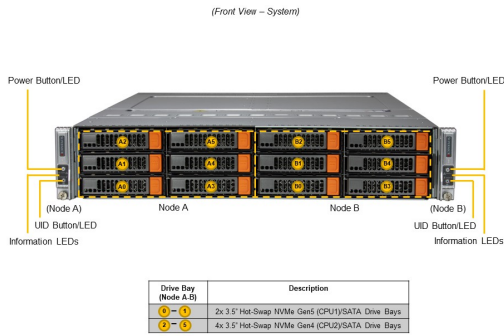 (Front View – System)
Power Button/LED
Power Button/LED
A2 A5 B2 B5
A1 A4 B1 B4
A0 A3 B0 B3
(Node A) Node A Node B (Node B)
UID Button/LED
UID Button/LED
Information LEDs
Information LEDs
Drive Bay (Node A-B) Description
0 – 1 2x 3.5" Hot-Swap NVMe Gen5 (CPU1)/SATA Drive Bays
2 – 5 4x 3.5" Hot-Swap NVMe Gen4 (CPU2)/SATA Drive Bays